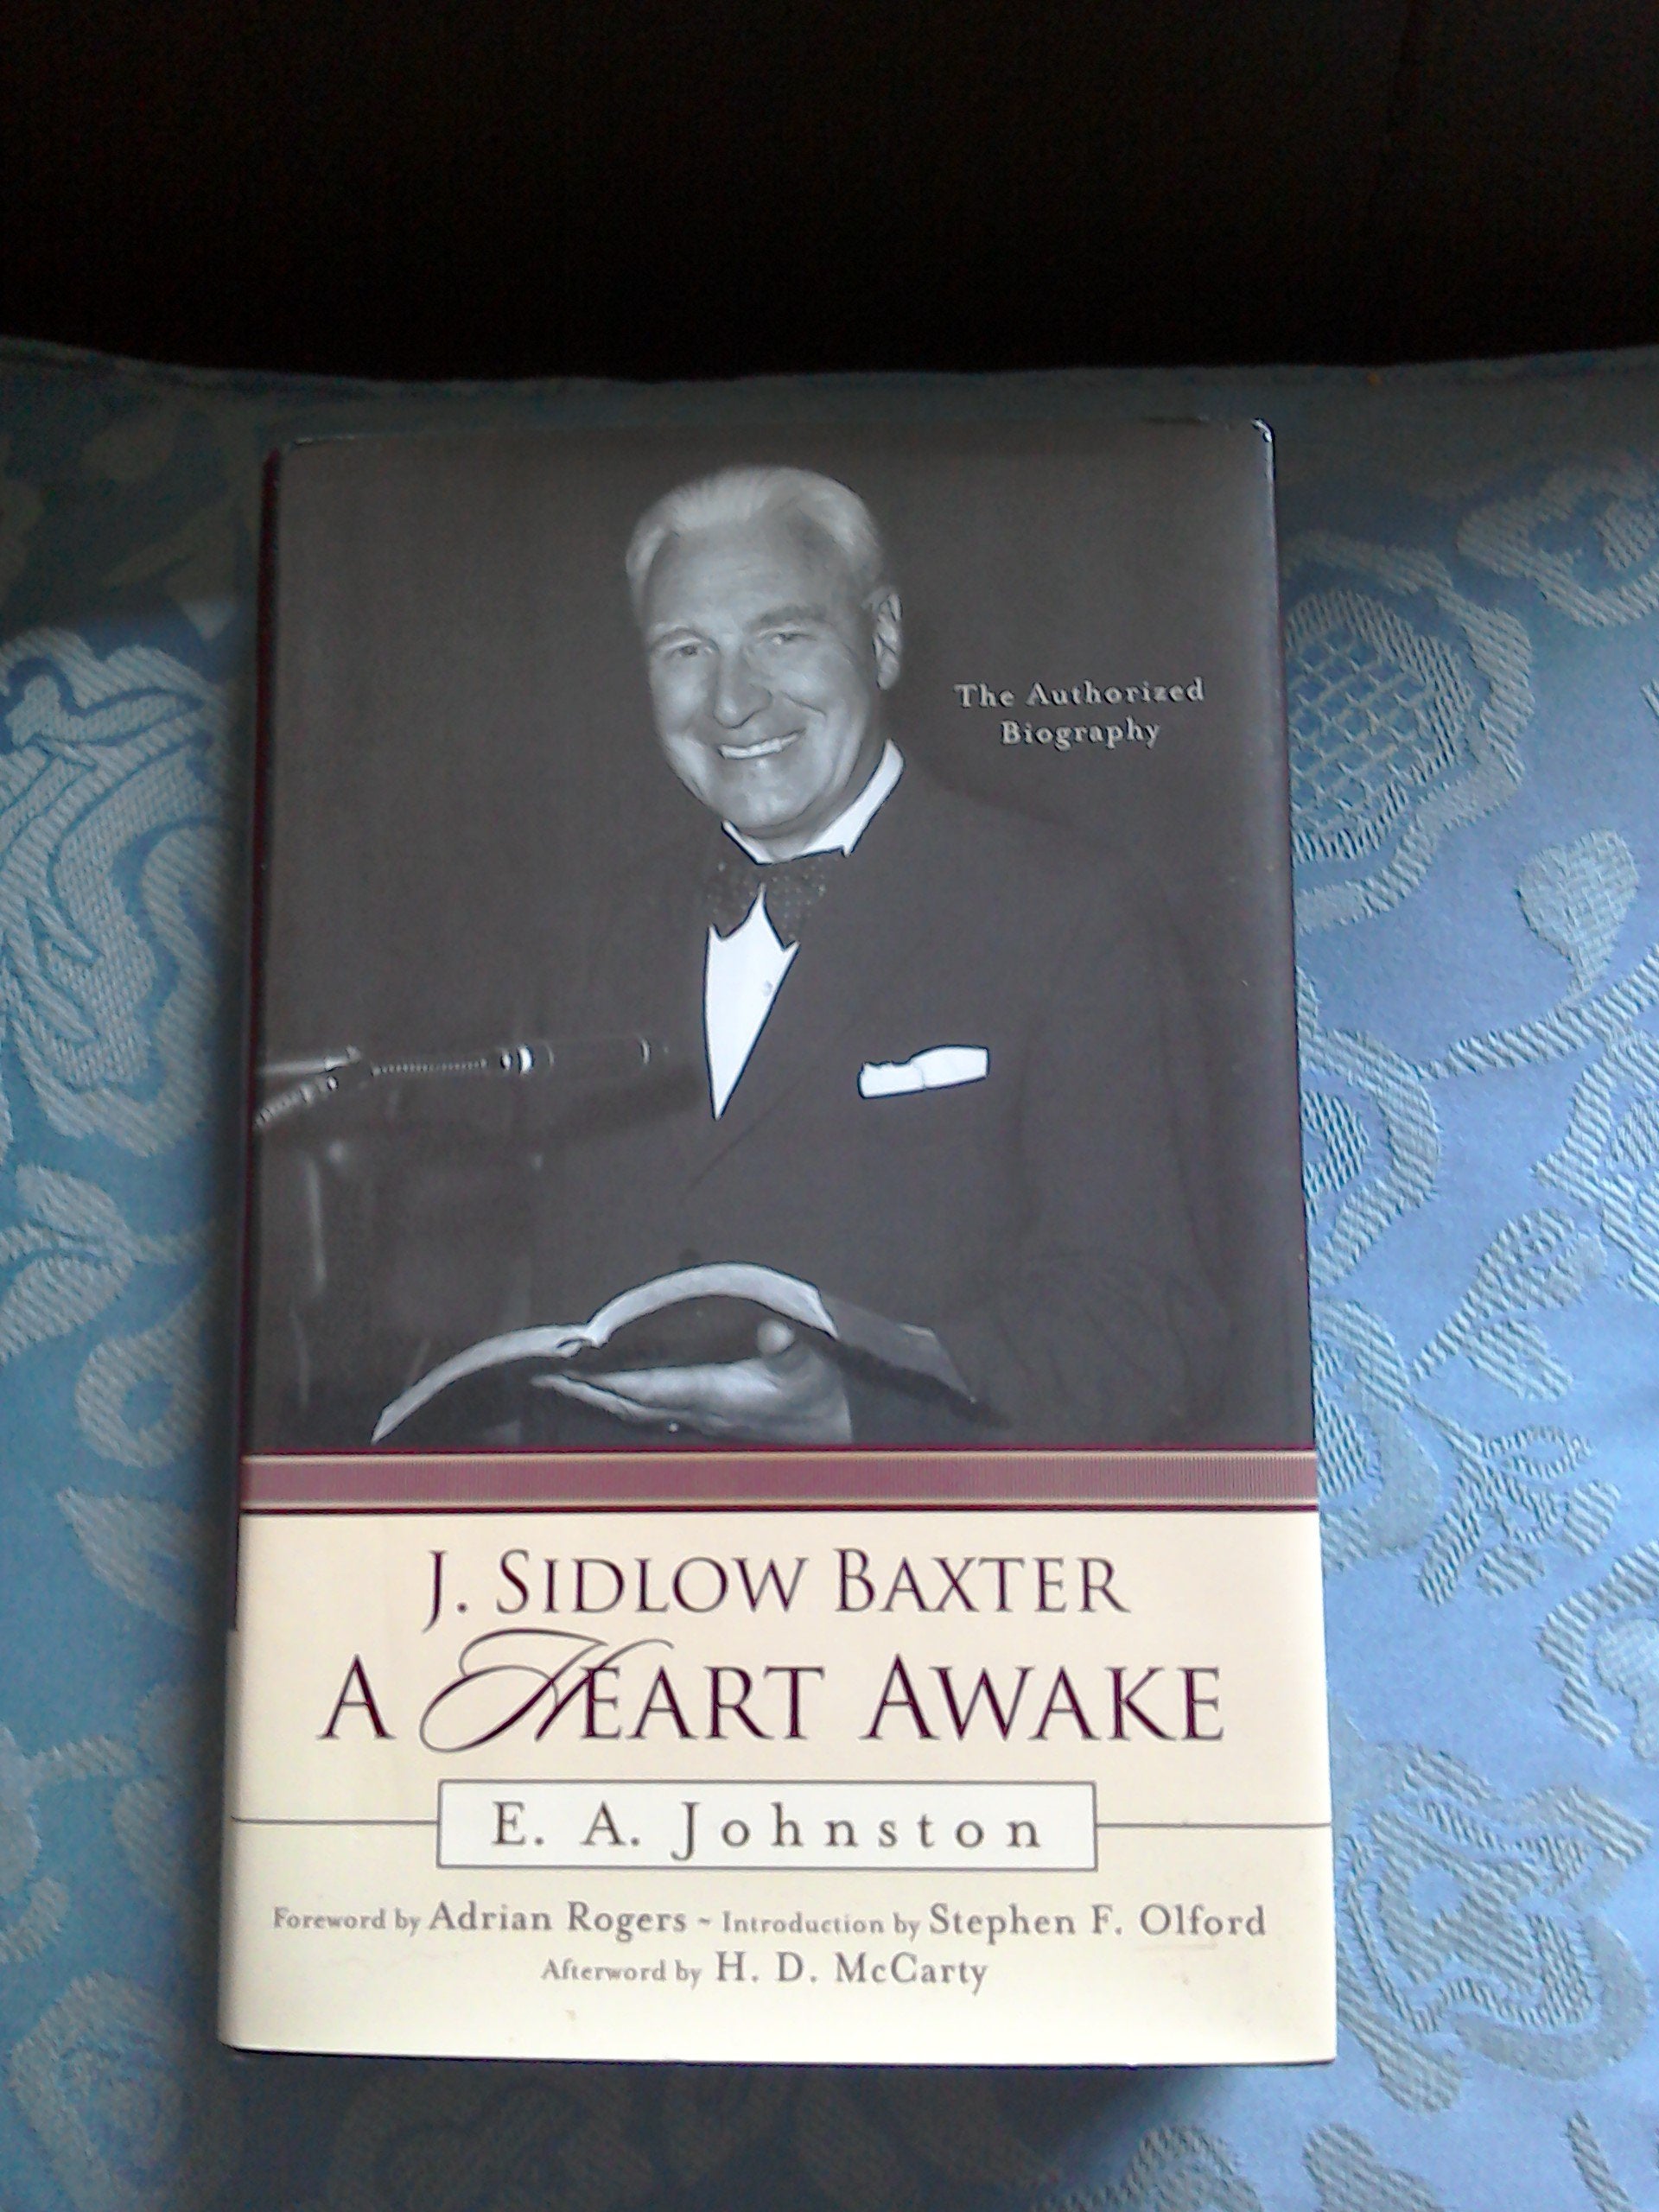 The Authorized
Biography
J. SIDLOW BAXTER
A HEART AWAKE
E. A. Johnston
Foreword by Adrian Rogers ~ Introduction by Stephen F. Olford
Afterword by H. D. McCarty